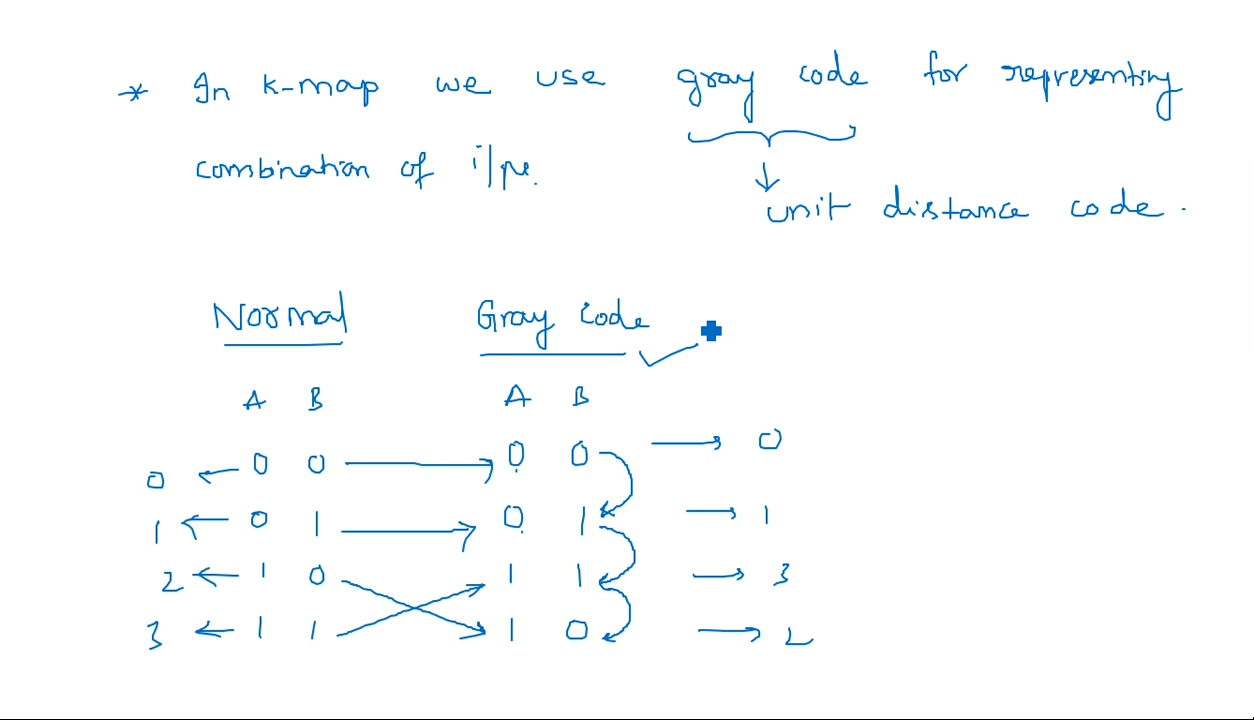 * In k-map we use gray code for representing
combination of i/ps.
unit distance code.
Normal Gray Code ✓
A B A B
0 ← 0 0 → 0 0 → 0
1 ← 0 1 → 0 1 → 1
2 ← 1 0 1 1 → 3
3 ← 1 1 1 0 → 2